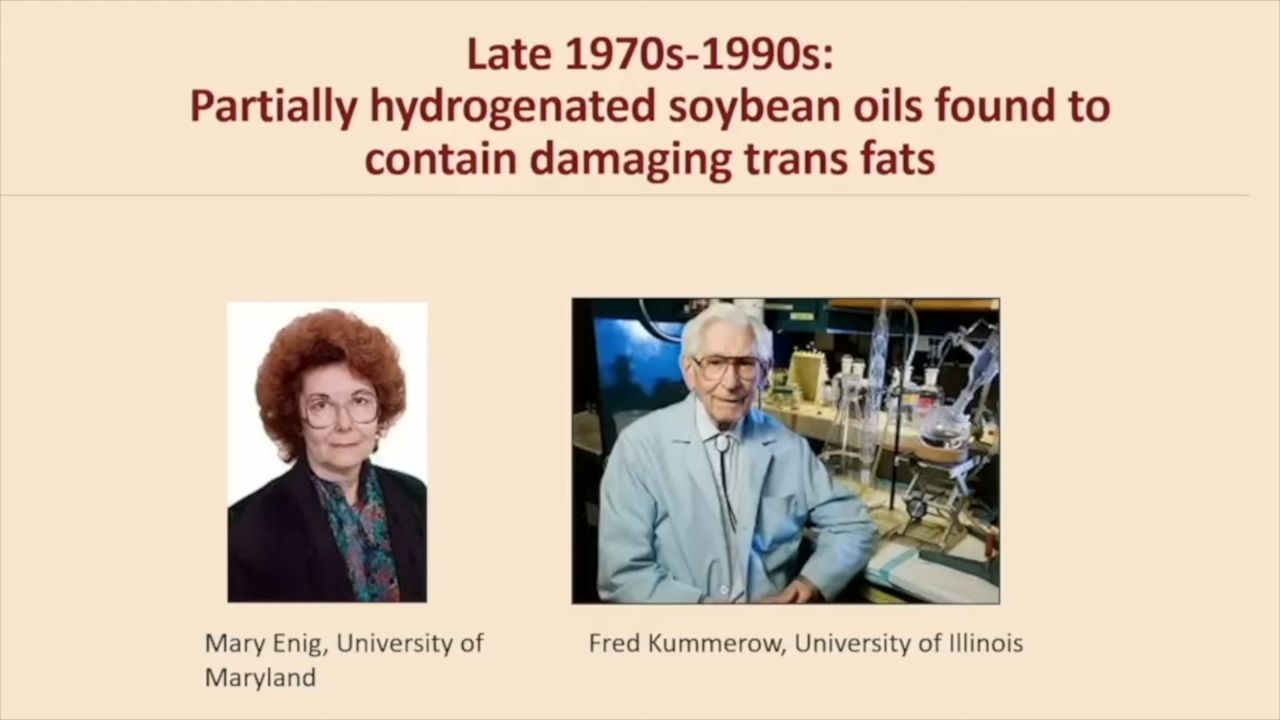 Late 1970s-1990s:
Partially hydrogenated soybean oils found to
contain damaging trans fats
Mary Enig, University of
Maryland
Fred Kummerow, University of Illinois